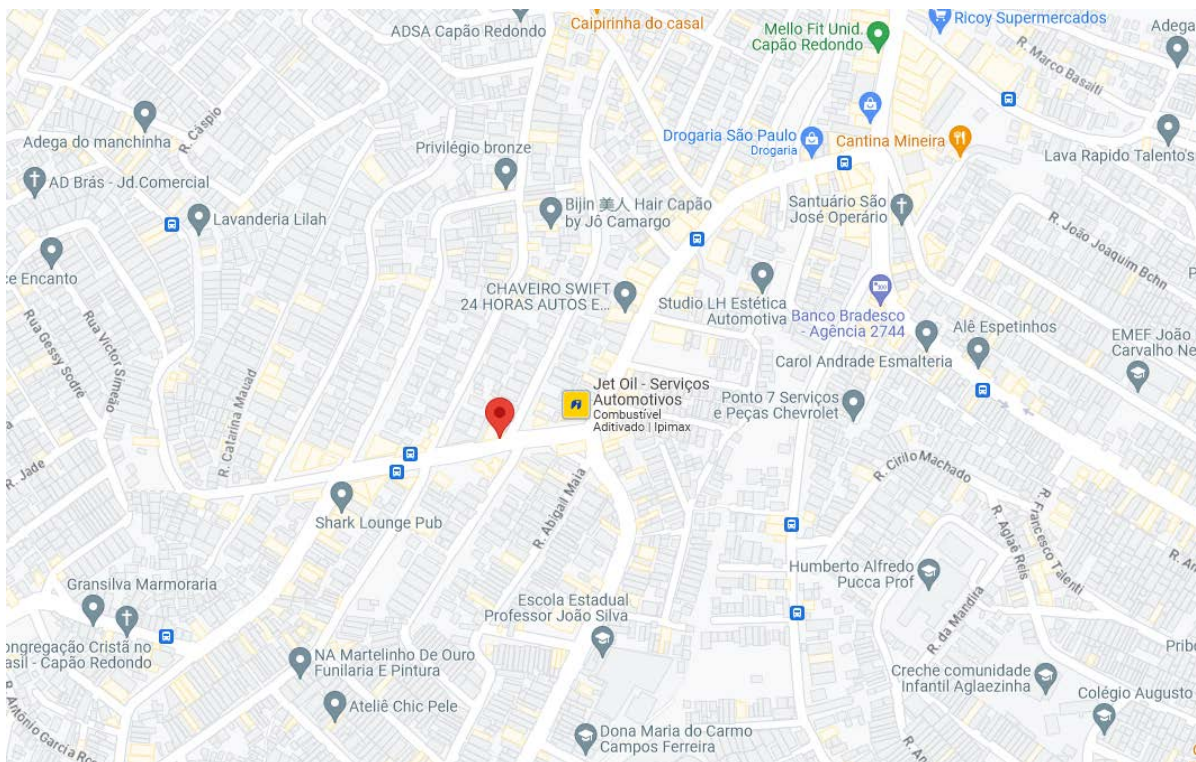 ADSA Capão Redondo
Caipirinha do casal
Mello Fit Unid.
Capão Redondo
Ricoy Supermercados
Adega
R. Marco Basaiti
Adega do manchinha
R. Cáspio
Privilégio bronze
Drogaria São Paulo
Drogaria
Cantina Mineira
Lava Rapido Talento's
AD Brás - Jd.Comercial
Lavanderia Lilah
Bijin 美人 Hair Capão
by Jô Camargo
Santuário São
José Operário
R. João Joaquim Bchn
ce Encanto
CHAVEIRO SWIFT
24 HORAS AUTOS E...
Studio LH Estética
Automotiva
Banco Bradesco
- Agência 2744
Alê Espetinhos
Carol Andrade Esmalteria
EMEF João
Carvalho Ne
Rua Gessy Sodré
Rua Victor Simeão
R. Catarina Mauad
Jet Oil - Serviços
Automotivos
Combustível
Aditivado | Ipimax
Ponto 7 Serviços
e Peças Chevrolet
R. Jade
R. Cirilo Machado
Shark Lounge Pub
R. Abigail Maia
R. Aglaé Reis
R. Francesco Talenti
Gransilva Marmoraria
Humberto Alfredo
Pucca Prof
Escola Estadual
Professor João Silva
R. da Mandira
ongregação Cristã no
asil - Capão Redondo
NA Martelinho De Ouro
Funilaria E Pintura
Pribe
Creche comunidade
Infantil Aglaezinha
Colégio Augusto
Ateliê Chic Pele
R. Antônio Garcia
Dona Maria do Carmo
Campos Ferreira